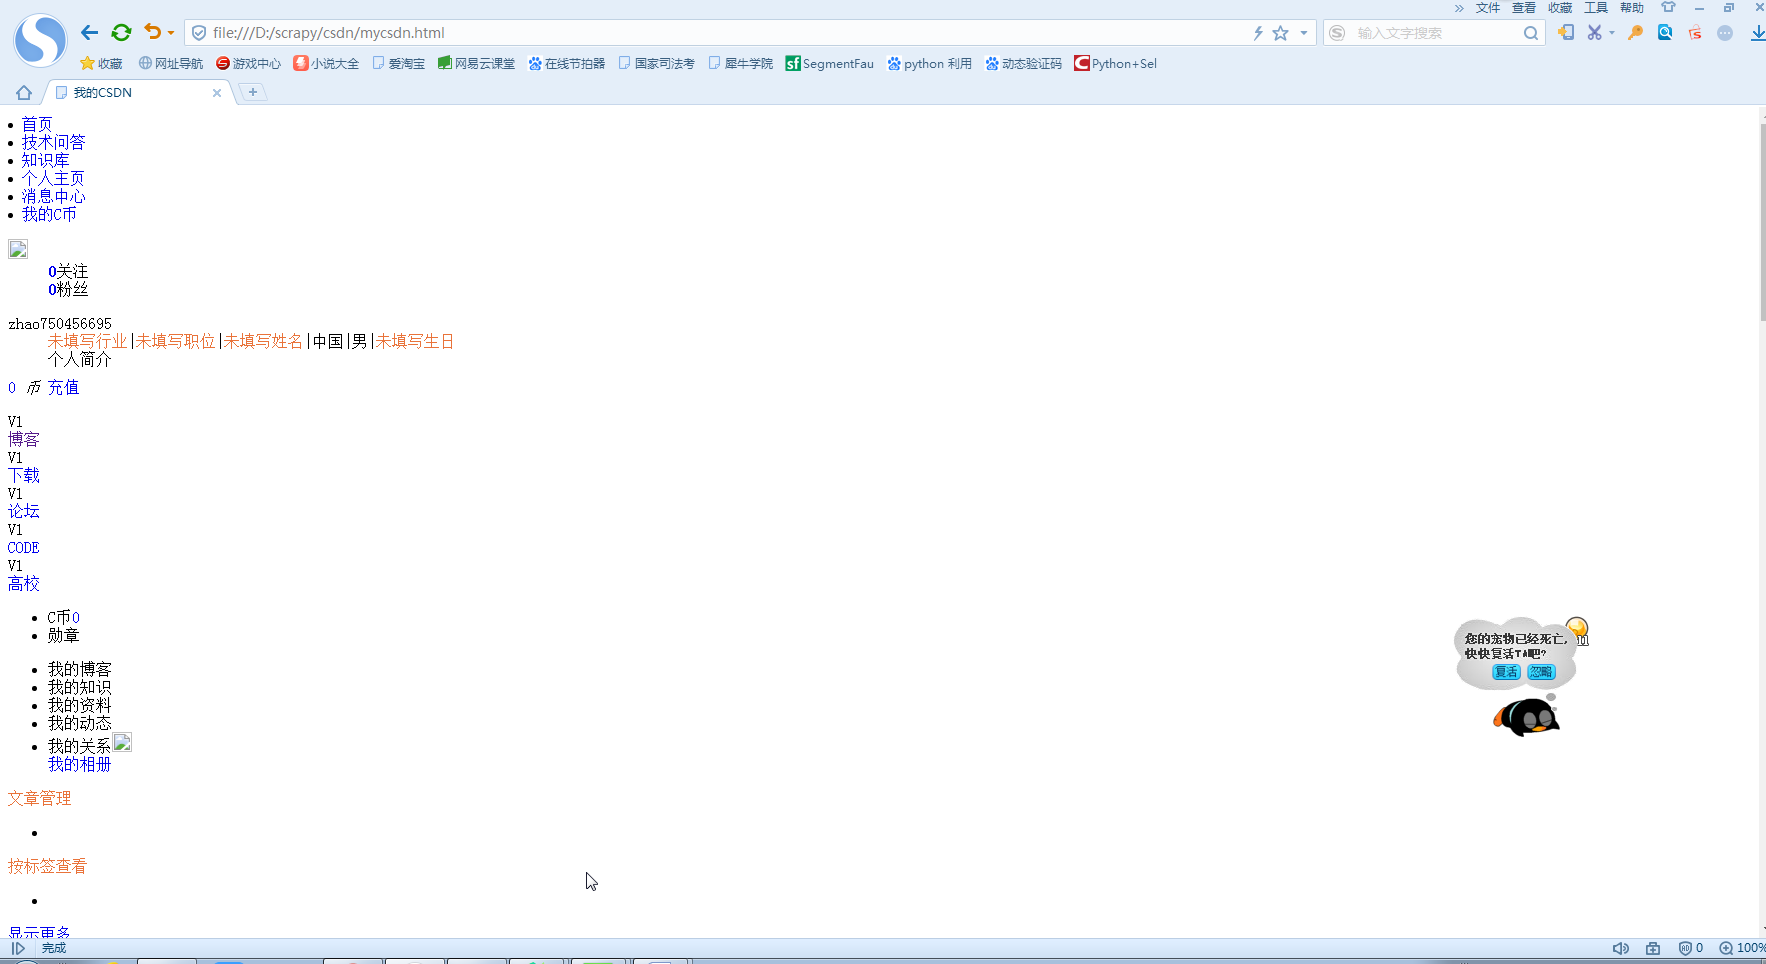 » 文件 查看 收藏 工具 帮助
file:///D:/scrapy/csdn/mycsdn.html
输入文字搜索
收藏 网址导航 游戏中心 小说大全 爱淘宝 网易云课堂 在线节拍器 国家司法考 犀牛学院 SegmentFau python 利用 动态验证码 Python+Sel
我的CSDN
首页
技术问答
知识库
个人主页
消息中心
我的C币
0关注
0粉丝
zhao750456695
未填写行业|未填写职位|未填写姓名|中国|男|未填写生日
个人简介
0 币 充值
V1
博客
V1
下载
V1
论坛
V1
CODE
V1
高校
C币0
勋章
我的博客
我的知识
我的资料
我的动态
我的关系
我的相册
您的宠物已经死亡,
快快复活TA吧?
复活 忽略
文章管理
按标签查看
显示更多
完成
0 100%